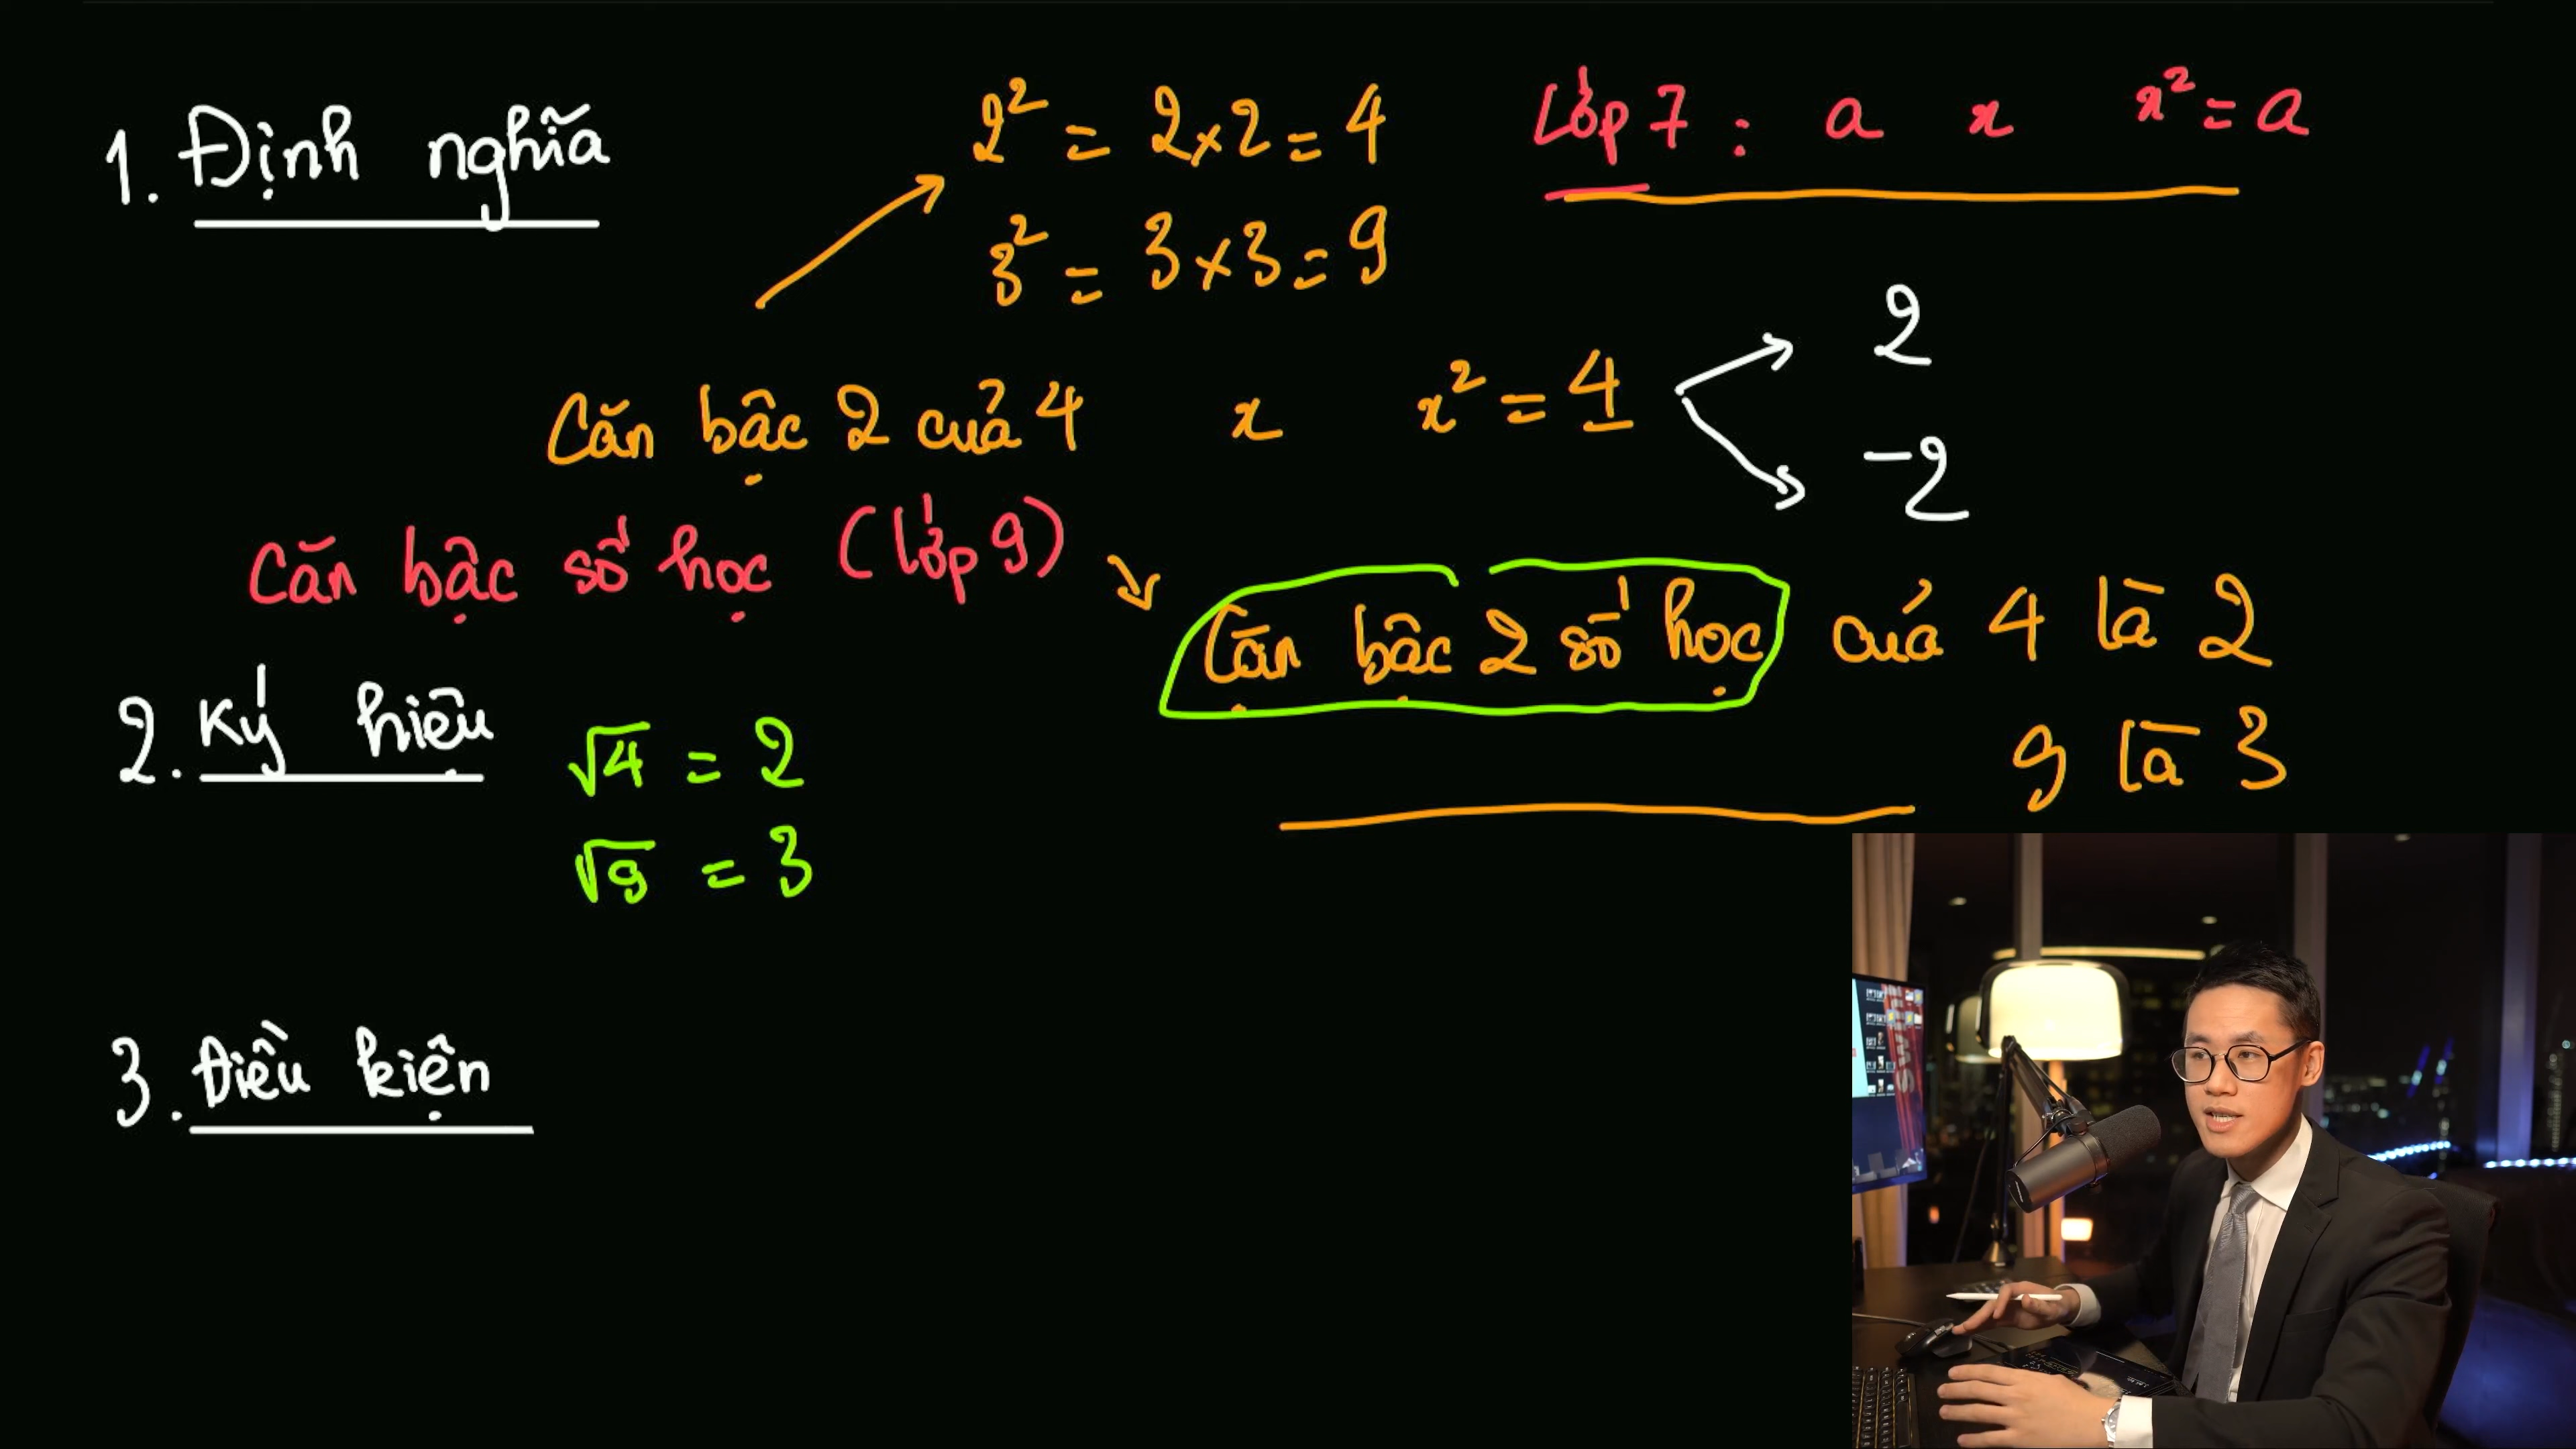 1. Định nghĩa
2² = 2×2 = 4
3² = 3×3 = 9
Lớp 7 : a x x² = a
Căn bậc 2 của 4 x x² = 4
2
-2
Căn bậc số học (lớp 9)
Căn bậc 2 số học của 4 là 2
9 là 3
2. Ký hiệu
√4 = 2
√9 = 3
3. Điều kiện